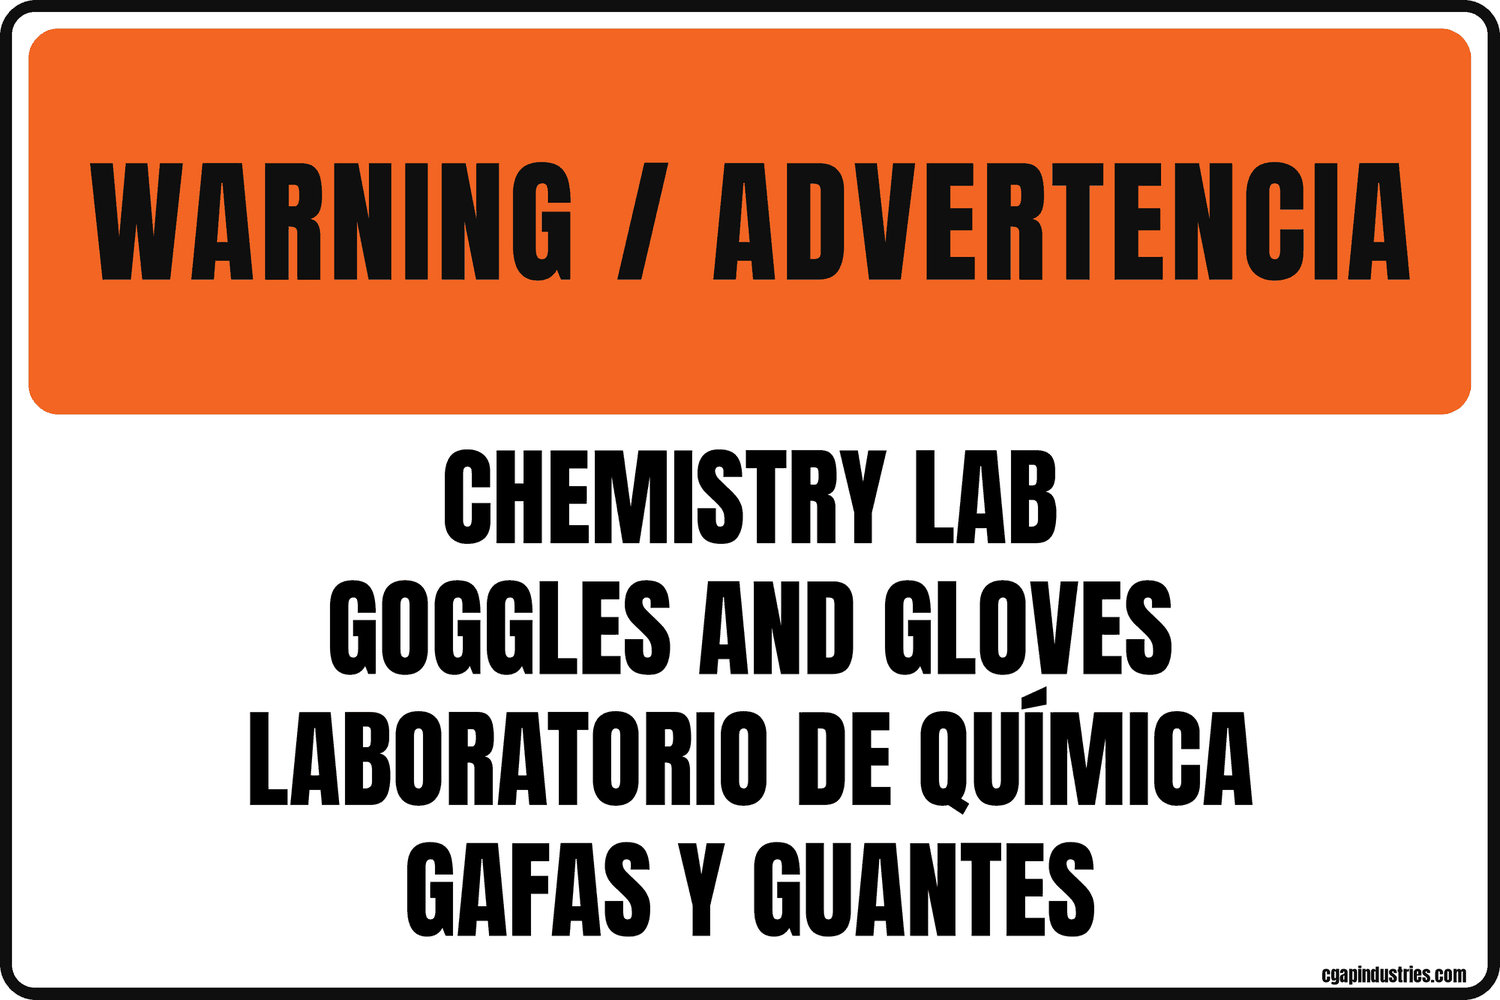 WARNING / ADVERTENCIA
CHEMISTRY LAB
GOGGLES AND GLOVES
LABORATORIO DE QUÍMICA
GAFAS Y GUANTES
cgapindustries.com